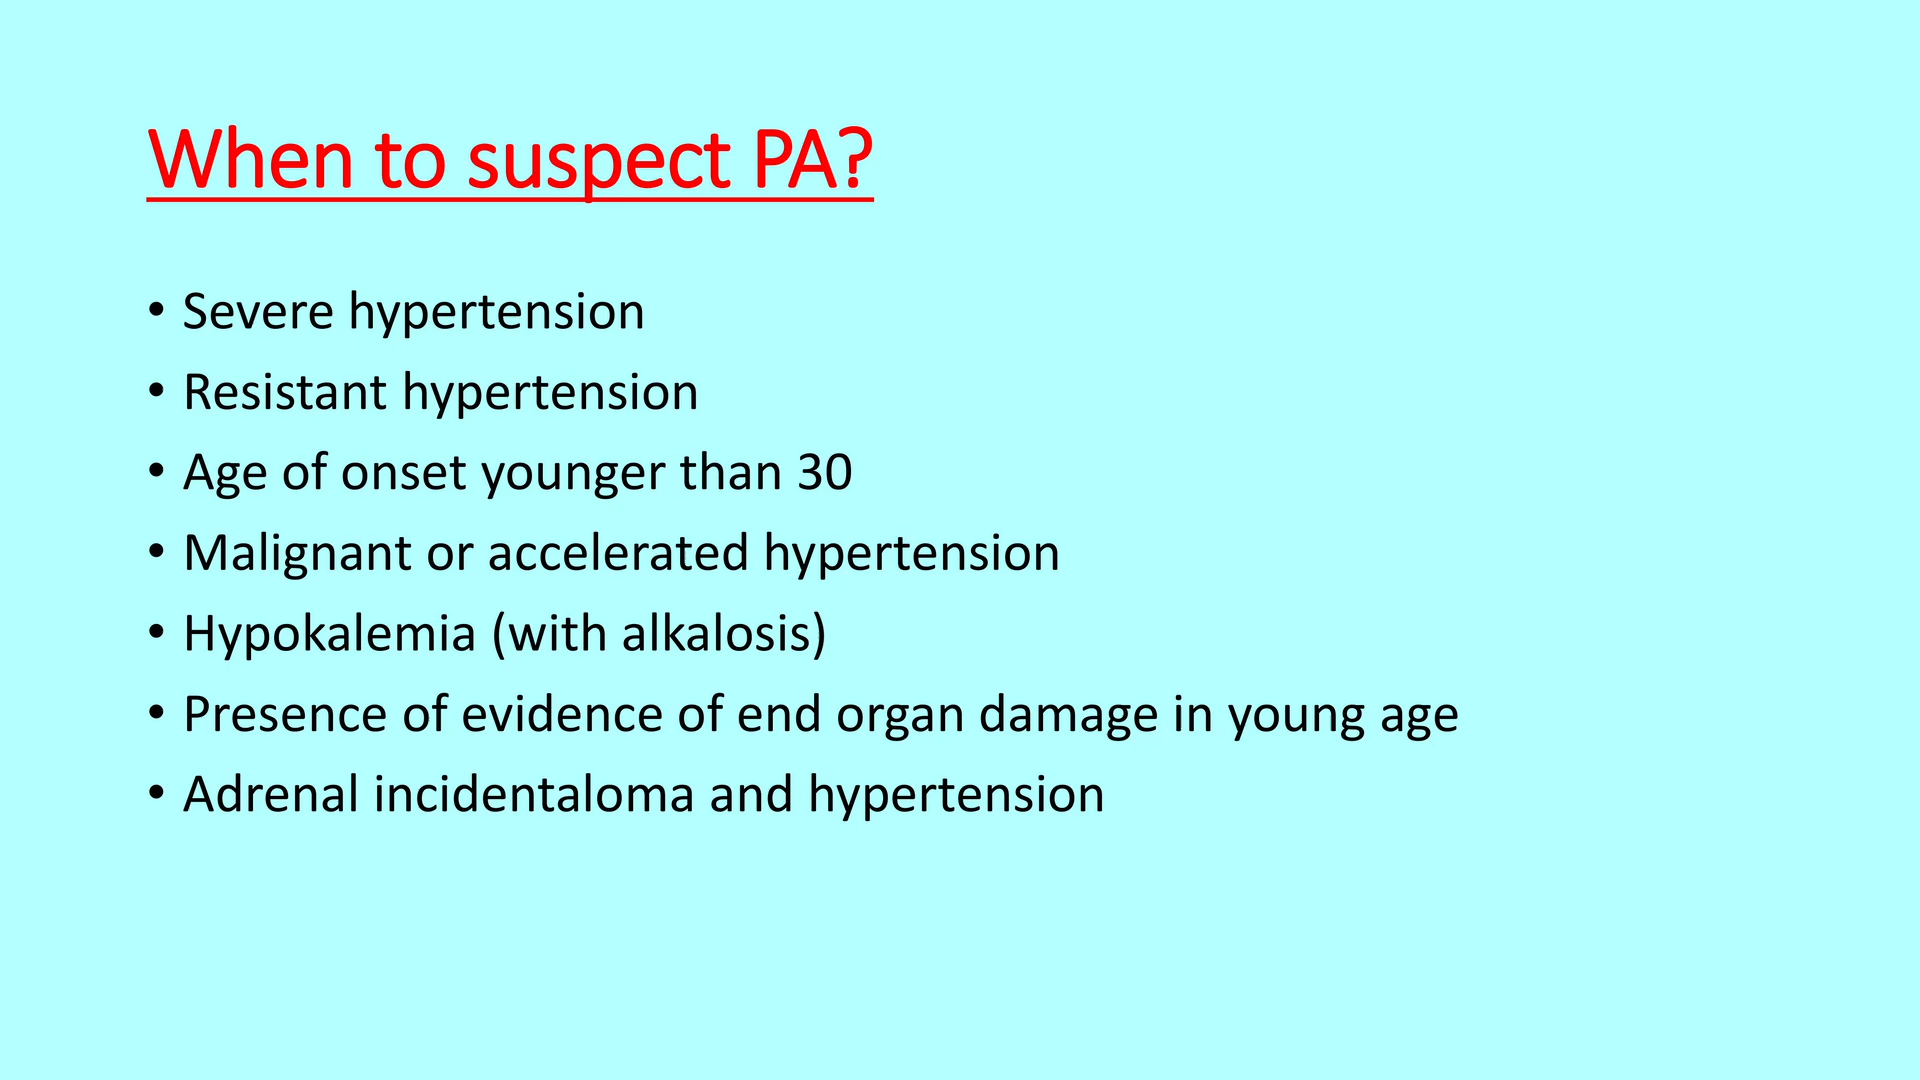 When to suspect PA?
• Severe hypertension
• Resistant hypertension
• Age of onset younger than 30
• Malignant or accelerated hypertension
• Hypokalemia (with alkalosis)
• Presence of evidence of end organ damage in young age
• Adrenal incidentaloma and hypertension